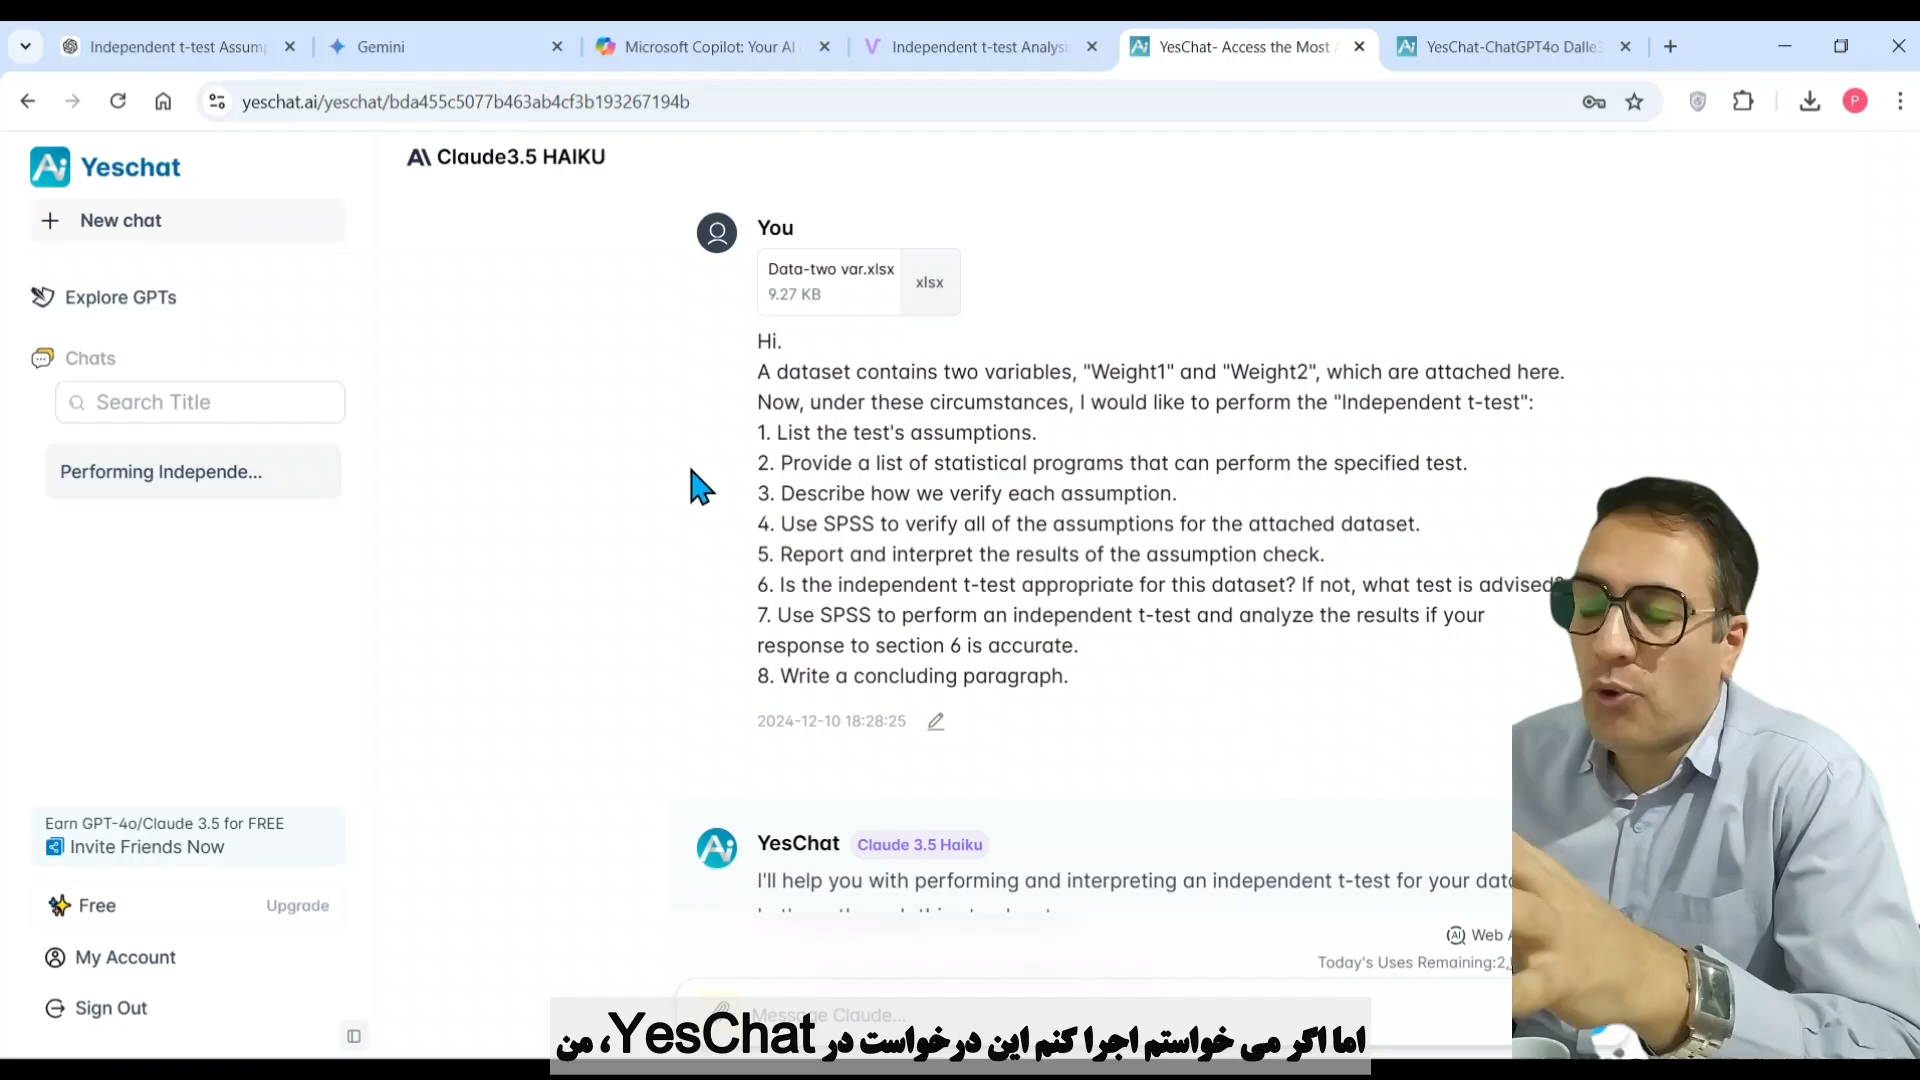 Independent t-test Assum
Gemini
Microsoft Copilot: Your AI
Independent t-test Analysi
YesChat- Access the Most
YesChat-ChatGPT4o Dalle3
yeschat.ai/yeschat/bda455c5077b463ab4cf3b193267194b
P
Ai Yeschat
New chat
Explore GPTs
Chats
Search Title
Performing Independe...
Earn GPT-4o/Claude 3.5 for FREE
Invite Friends Now
Free
Upgrade
My Account
Sign Out
Claude3.5 HAIKU
You
Data-two var.xlsx
9.27 KB
xlsx
Hi.
A dataset contains two variables, "Weight1" and "Weight2", which are attached here.
Now, under these circumstances, I would like to perform the "Independent t-test":
1. List the test's assumptions.
2. Provide a list of statistical programs that can perform the specified test.
3. Describe how we verify each assumption.
4. Use SPSS to verify all of the assumptions for the attached dataset.
5. Report and interpret the results of the assumption check.
6. Is the independent t-test appropriate for this dataset? If not, what test is advised?
7. Use SPSS to perform an independent t-test and analyze the results if your
response to section 6 is accurate.
8. Write a concluding paragraph.
2024-12-10 18:28:25
YesChat Claude 3.5 Haiku
I'll help you with performing and interpreting an independent t-test for your
Web
Today's Uses Remaining:2,
Message Claude...
اما اگر می خواستم اجرا کنم این درخواست در YesChat، من